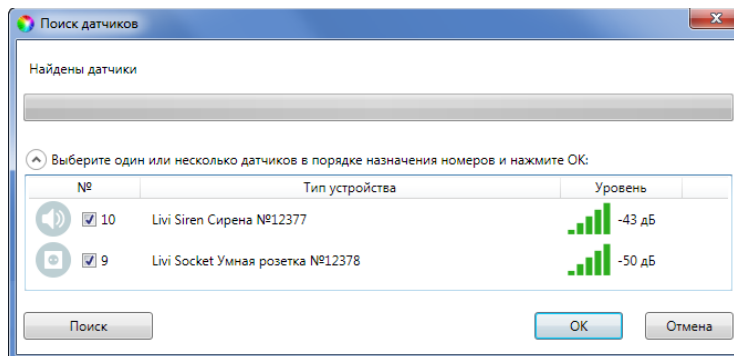 Поиск датчиков
Найдены датчики
Выберите один или несколько датчиков в порядке назначения номеров и нажмите OK:
№ Тип устройства Уровень
10 Livi Siren Сирена №12377 -43 дБ
9 Livi Socket Умная розетка №12378 -50 дБ
Поиск OK Отмена